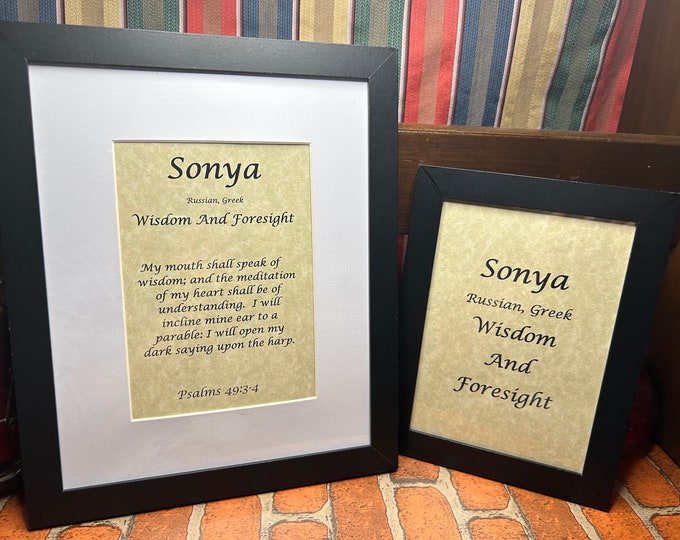 Sonya
Russian, Greek
Wisdom And Foresight
My mouth shall speak of
wisdom; and the meditation
of my heart shall be of
understanding. I will
incline mine ear to a
parable: I will open my
dark saying upon the harp.
Psalms 49:3-4
Sonya
Russian, Greek
Wisdom
And
Foresight